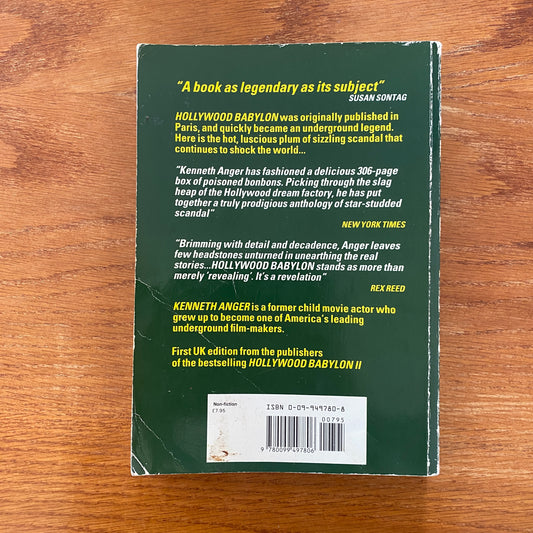 "A book as legendary as its subject"
SUSAN SONTAG
HOLLYWOOD BABYLON was originally published in
Paris, and quickly became an underground legend.
Here is the hot, luscious plum of sizzling scandal that
continues to shock the world...
"Kenneth Anger has fashioned a delicious 306-page
box of poisoned bonbons. Picking through the slag
heap of the Hollywood dream factory, he has put
together a truly prodigious anthology of star-studded
scandal"
NEW YORK TIMES
"Brimming with detail and decadence, Anger leaves
few headstones unturned in unearthing the real
stories...HOLLYWOOD BABYLON stands as more than
merely 'revealing'. It's a revelation"
REX REED
KENNETH ANGER is a former child movie actor who
grew up to become one of America's leading
underground film-makers.
First UK edition from the publishers
of the bestselling HOLLYWOOD BABYLON II
Non-fiction
£7.95
ISBN 0-09-949780-8
00795
9 780099 497806